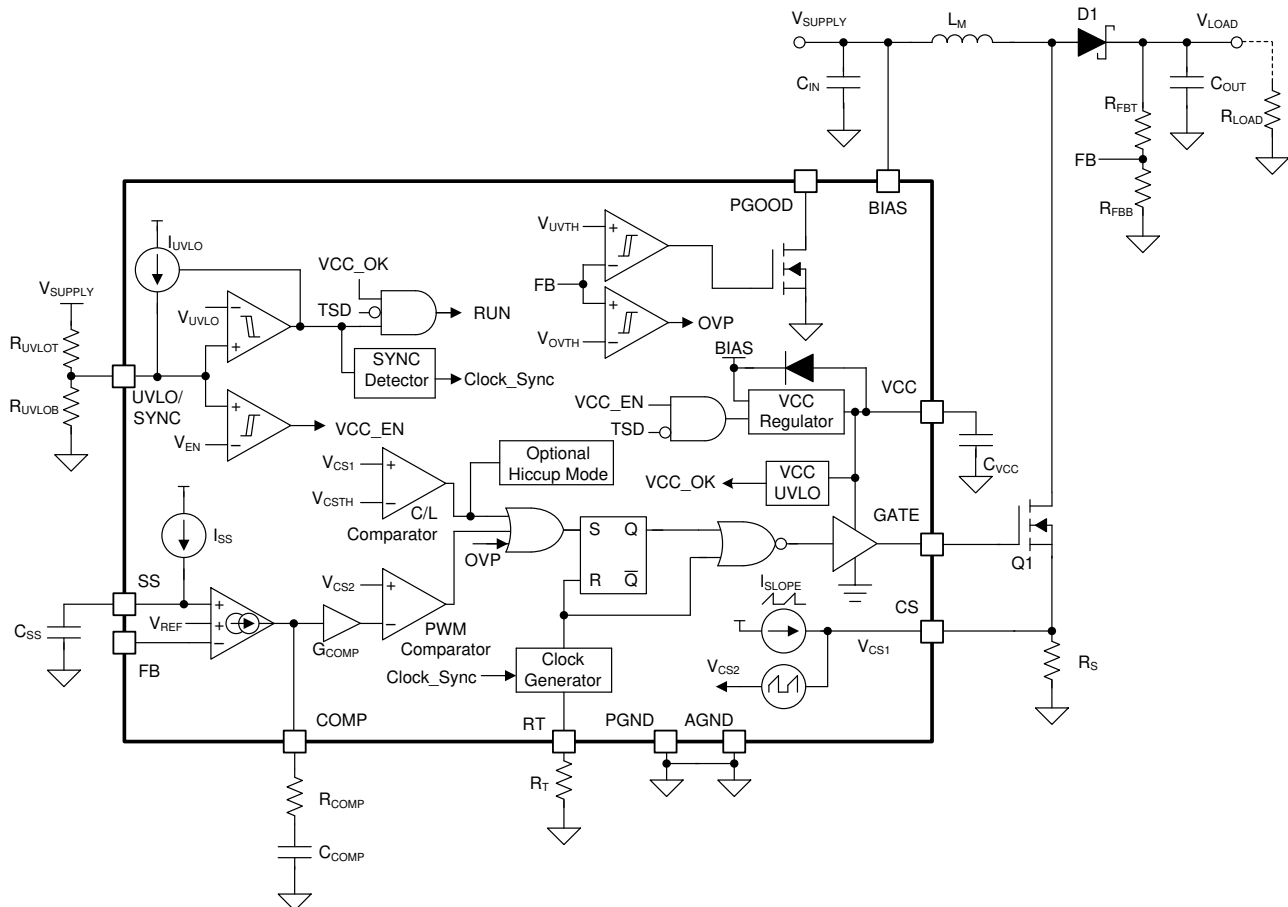 VSUPPLY
LM
D1
VLOAD
CIN
COUT
RFBT
RLOAD
FB
RFBB
PGOOD
BIAS
IUVLO
VUVTH
VCC_OK
VSUPPLY
FB
TSD
RUN
VUVLO
OVP
RUVLOT
VOVTH
SYNC
Detector
BIAS
Clock_Sync
VCC
UVLO/
SYNC
RUVLOB
VCC_EN
VCC
Regulator
TSD
VEN
VCC_EN
Optional
Hiccup Mode
CVCC
VCS1
VCC_OK
VCC
UVLO
VCSTH
C/L
Comparator
GATE
ISS
S
Q
OVP
Q1
R
Q̅
SS
VCS2
ISLOPE
CS
VREF
CSS
GCOMP
PWM
Comparator
VCS1
RS
FB
Clock
Generator
VCS2
Clock_Sync
COMP
RT
PGND
AGND
RT
RCOMP
CCOMP